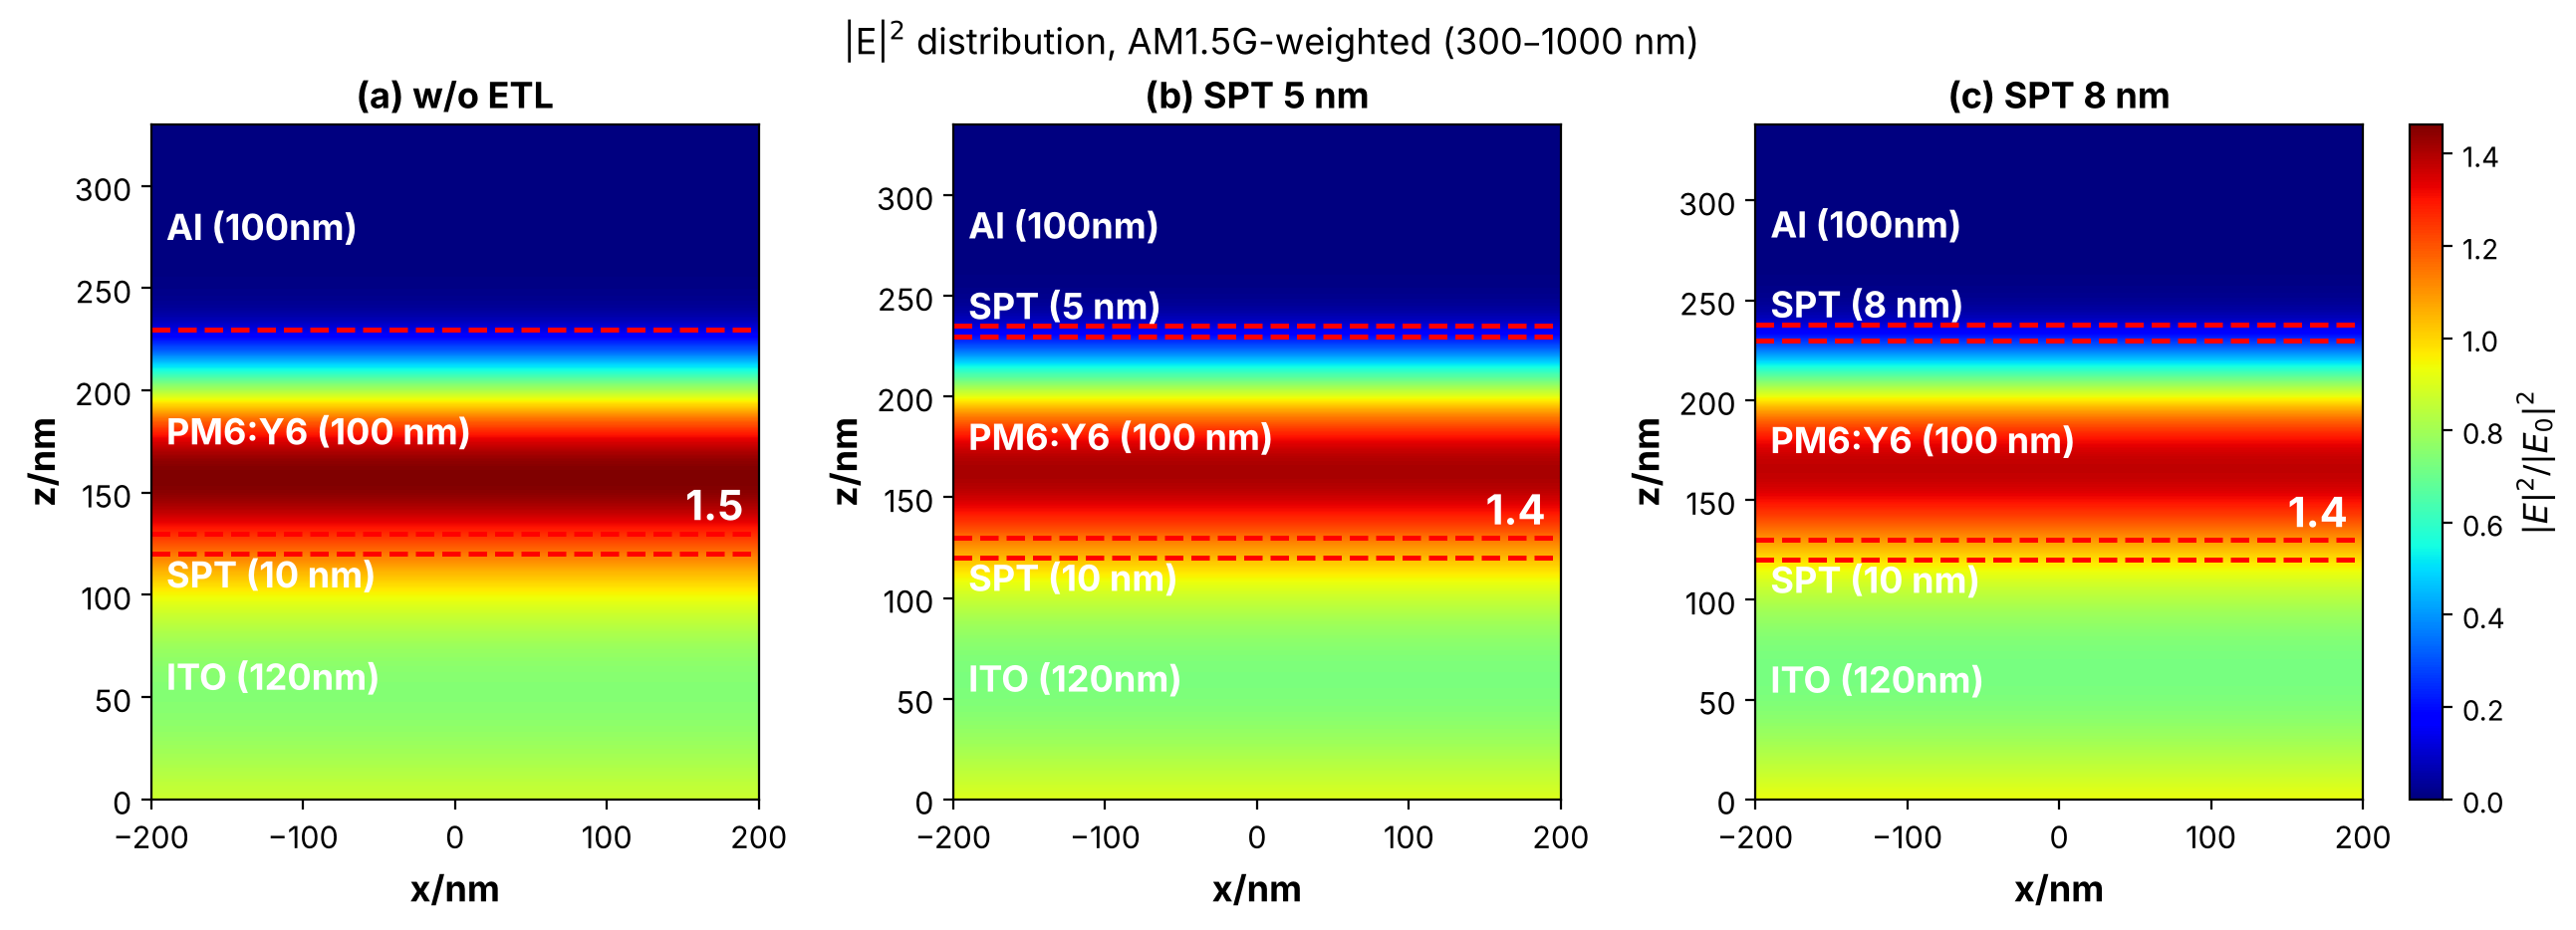 |E|² distribution, AM1.5G-weighted (300–1000 nm)
(a) w/o ETL
z/nm
300
250
200
150
100
50
0
Al (100nm)
PM6:Y6 (100 nm)
1.5
SPT (10 nm)
ITO (120nm)
−200 −100 0 100 200
x/nm
(b) SPT 5 nm
z/nm
300
250
200
150
100
50
0
Al (100nm)
SPT (5 nm)
PM6:Y6 (100 nm)
1.4
SPT (10 nm)
ITO (120nm)
−200 −100 0 100 200
x/nm
(c) SPT 8 nm
z/nm
300
250
200
150
100
50
0
Al (100nm)
SPT (8 nm)
PM6:Y6 (100 nm)
1.4
SPT (10 nm)
ITO (120nm)
−200 −100 0 100 200
x/nm
1.4
1.2
1.0
0.8
0.6
0.4
0.2
0.0
|E|²/|E₀|²